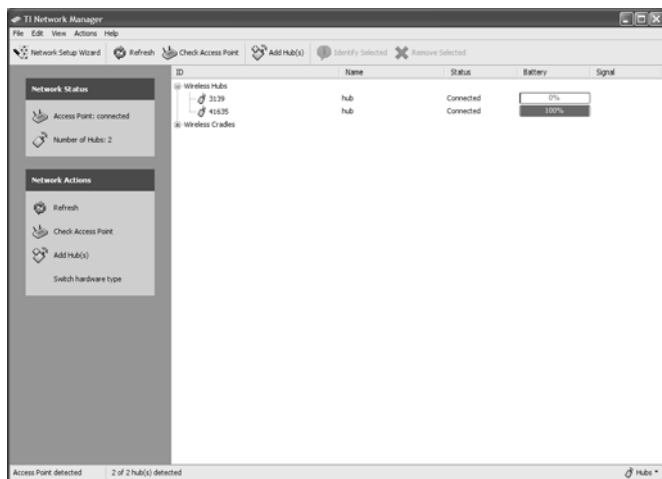 TI Network Manager
File Edit View Actions Help
Network Setup Wizard Refresh Check Access Point Add Hub(s) Identify Selected Remove Selected
Network Status
Access Point: connected
Number of Hubs: 2
Network Actions
Refresh
Check Access Point
Add Hub(s)
Switch hardware type
ID Name Status Battery Signal
Wireless Hubs
3139 hub Connected 0%
41635 hub Connected 100%
Wireless Cradles
Access Point detected 2 of 2 hub(s) detected Hubs